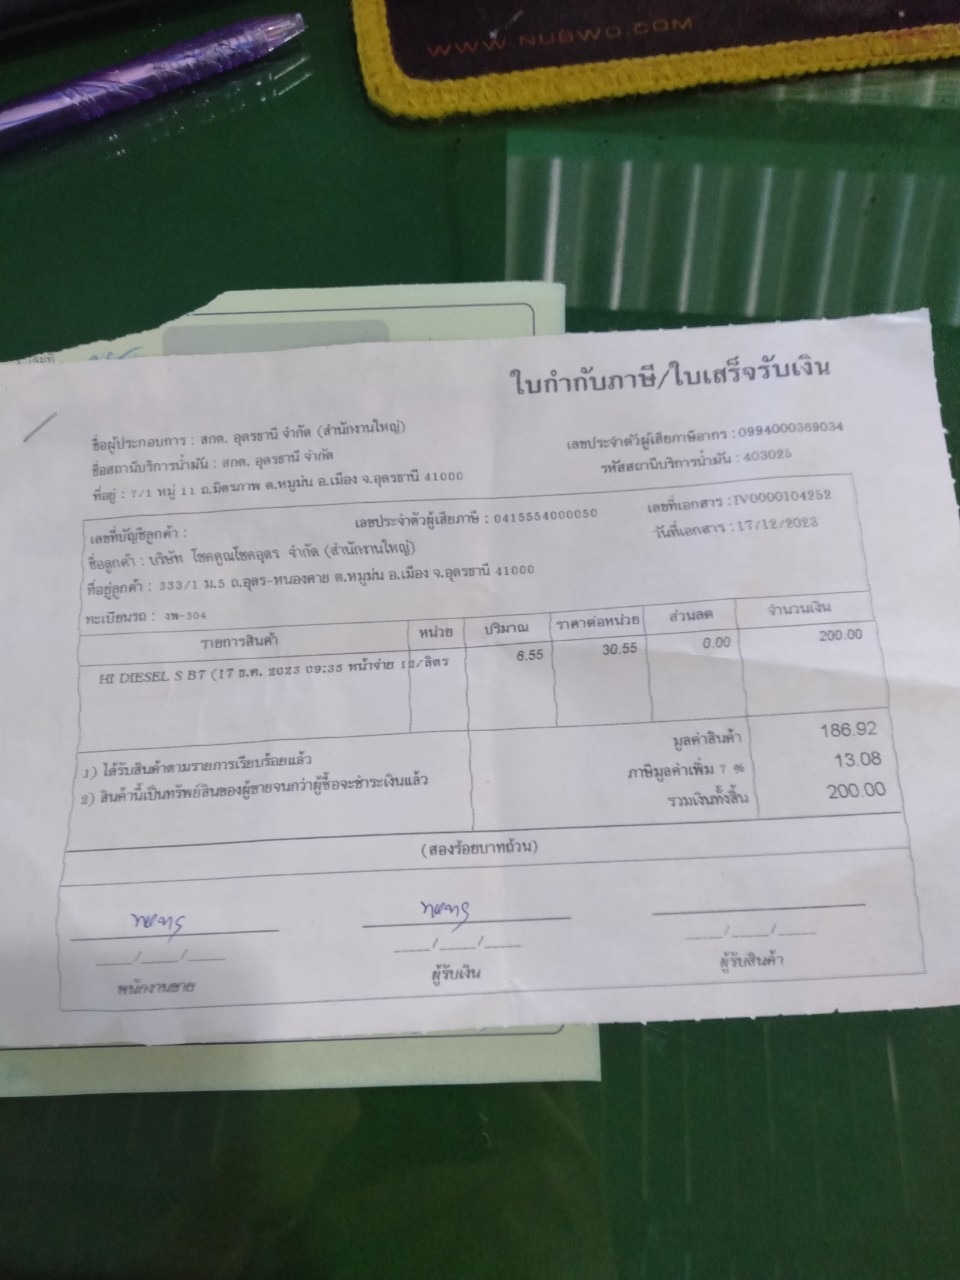 WWW.NUBWO.COM
ใบกำกับภาษี/ใบเสร็จรับเงิน
ชื่อผู้ประกอบการ : สกต. อุดรธานี จำกัด (สำนักงานใหญ่)
เลขประจำตัวผู้เสียภาษีอากร : 0994000369034
ชื่อสถานีบริการน้ำมัน : สกต. อุดรธานี จำกัด
รหัสสถานีบริการน้ำมัน : 403025
ที่อยู่ : 7/1 หมู่ 11 ถ.มิตรภาพ ต.หมูม่น อ.เมือง จ.อุดรธานี 41000
เลขที่บัญชีลูกค้า : เลขประจำตัวผู้เสียภาษี : 0415554000050 เลขที่เอกสาร : IV0000104252
ชื่อลูกค้า : บริษัท โชคคูณโชคอุดร จำกัด (สำนักงานใหญ่) วันที่เอกสาร : 17/12/2023
ที่อยู่ลูกค้า : 333/1 ม.5 ถ.อุดร-หนองคาย ต.หมูม่น อ.เมือง จ.อุดรธานี 41000
ทะเบียนรถ : งพ-304
รายการสินค้า หน่วย ปริมาณ ราคาต่อหน่วย ส่วนลด จำนวนเงิน
HI DIESEL S B7 (17 ธ.ค. 2023 09:35 หน้าจ่าย 12/ลิตร 6.55 30.55 0.00 200.00
มูลค่าสินค้า 186.92
1) ได้รับสินค้าตามรายการเรียบร้อยแล้ว
ภาษีมูลค่าเพิ่ม 7 % 13.08
2) สินค้านี้เป็นทรัพย์สินของผู้ขายจนกว่าผู้ซื้อจะชำระเงินแล้ว
รวมเงินทั้งสิ้น 200.00
(สองร้อยบาทถ้วน)
___/___/___ ___/___/___ ___/___/___
พนักงานขาย ผู้รับเงิน ผู้รับสินค้า